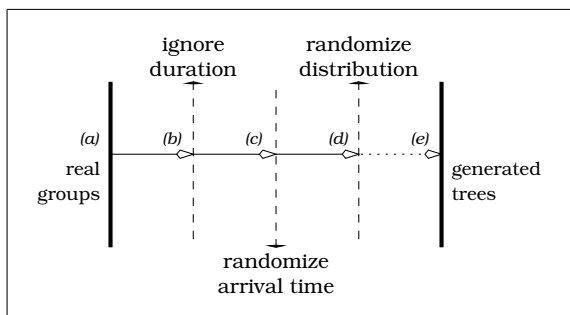 ignore
duration
randomize
distribution
(a)
(b)
(c)
(d)
(e)
real
groups
generated
trees
randomize
arrival time